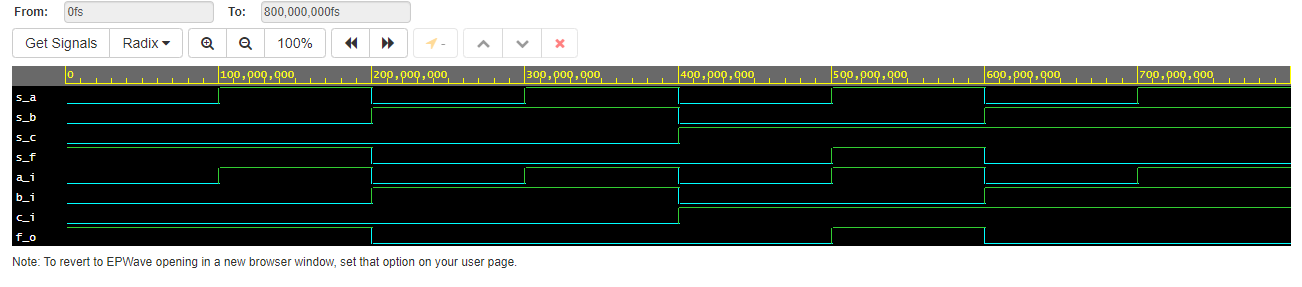 From: 0fs To: 800,000,000fs
Get Signals Radix 100% -
0 100,000,000 200,000,000 300,000,000 400,000,000 500,000,000 600,000,000 700,000,000
s_a
s_b
s_c
s_f
a_i
b_i
c_i
f_o
Note: To revert to EPWave opening in a new browser window, set that option on your user page.